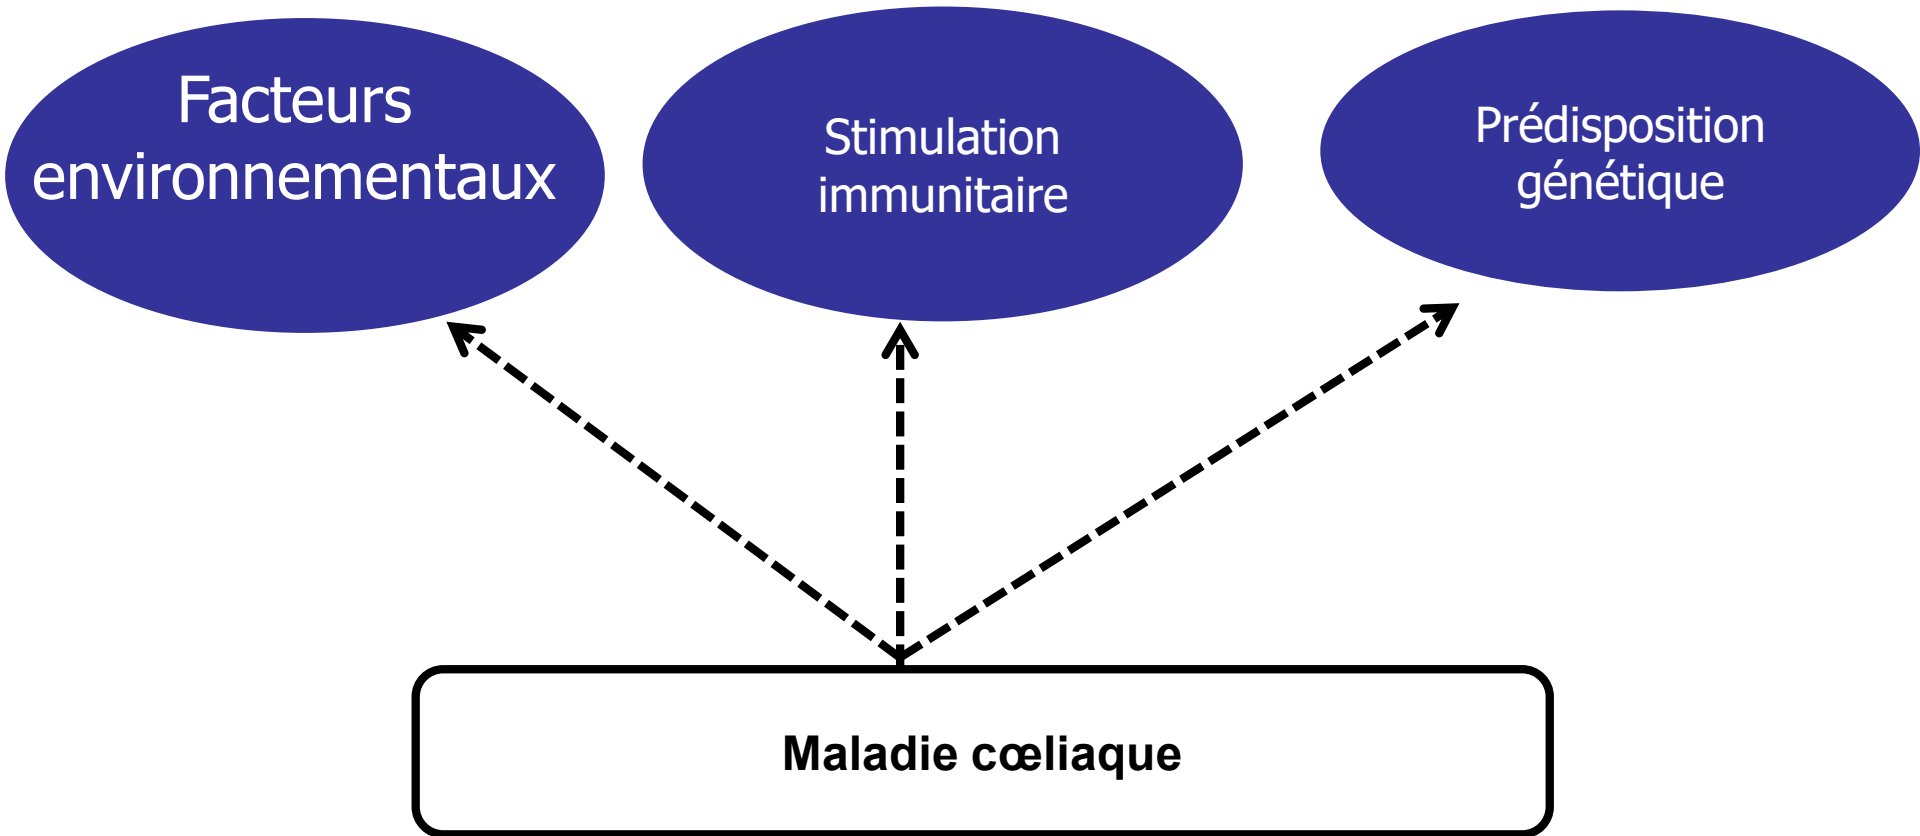 Facteurs
environnementaux
Stimulation
immunitaire
Prédisposition
génétique
Maladie cœliaque